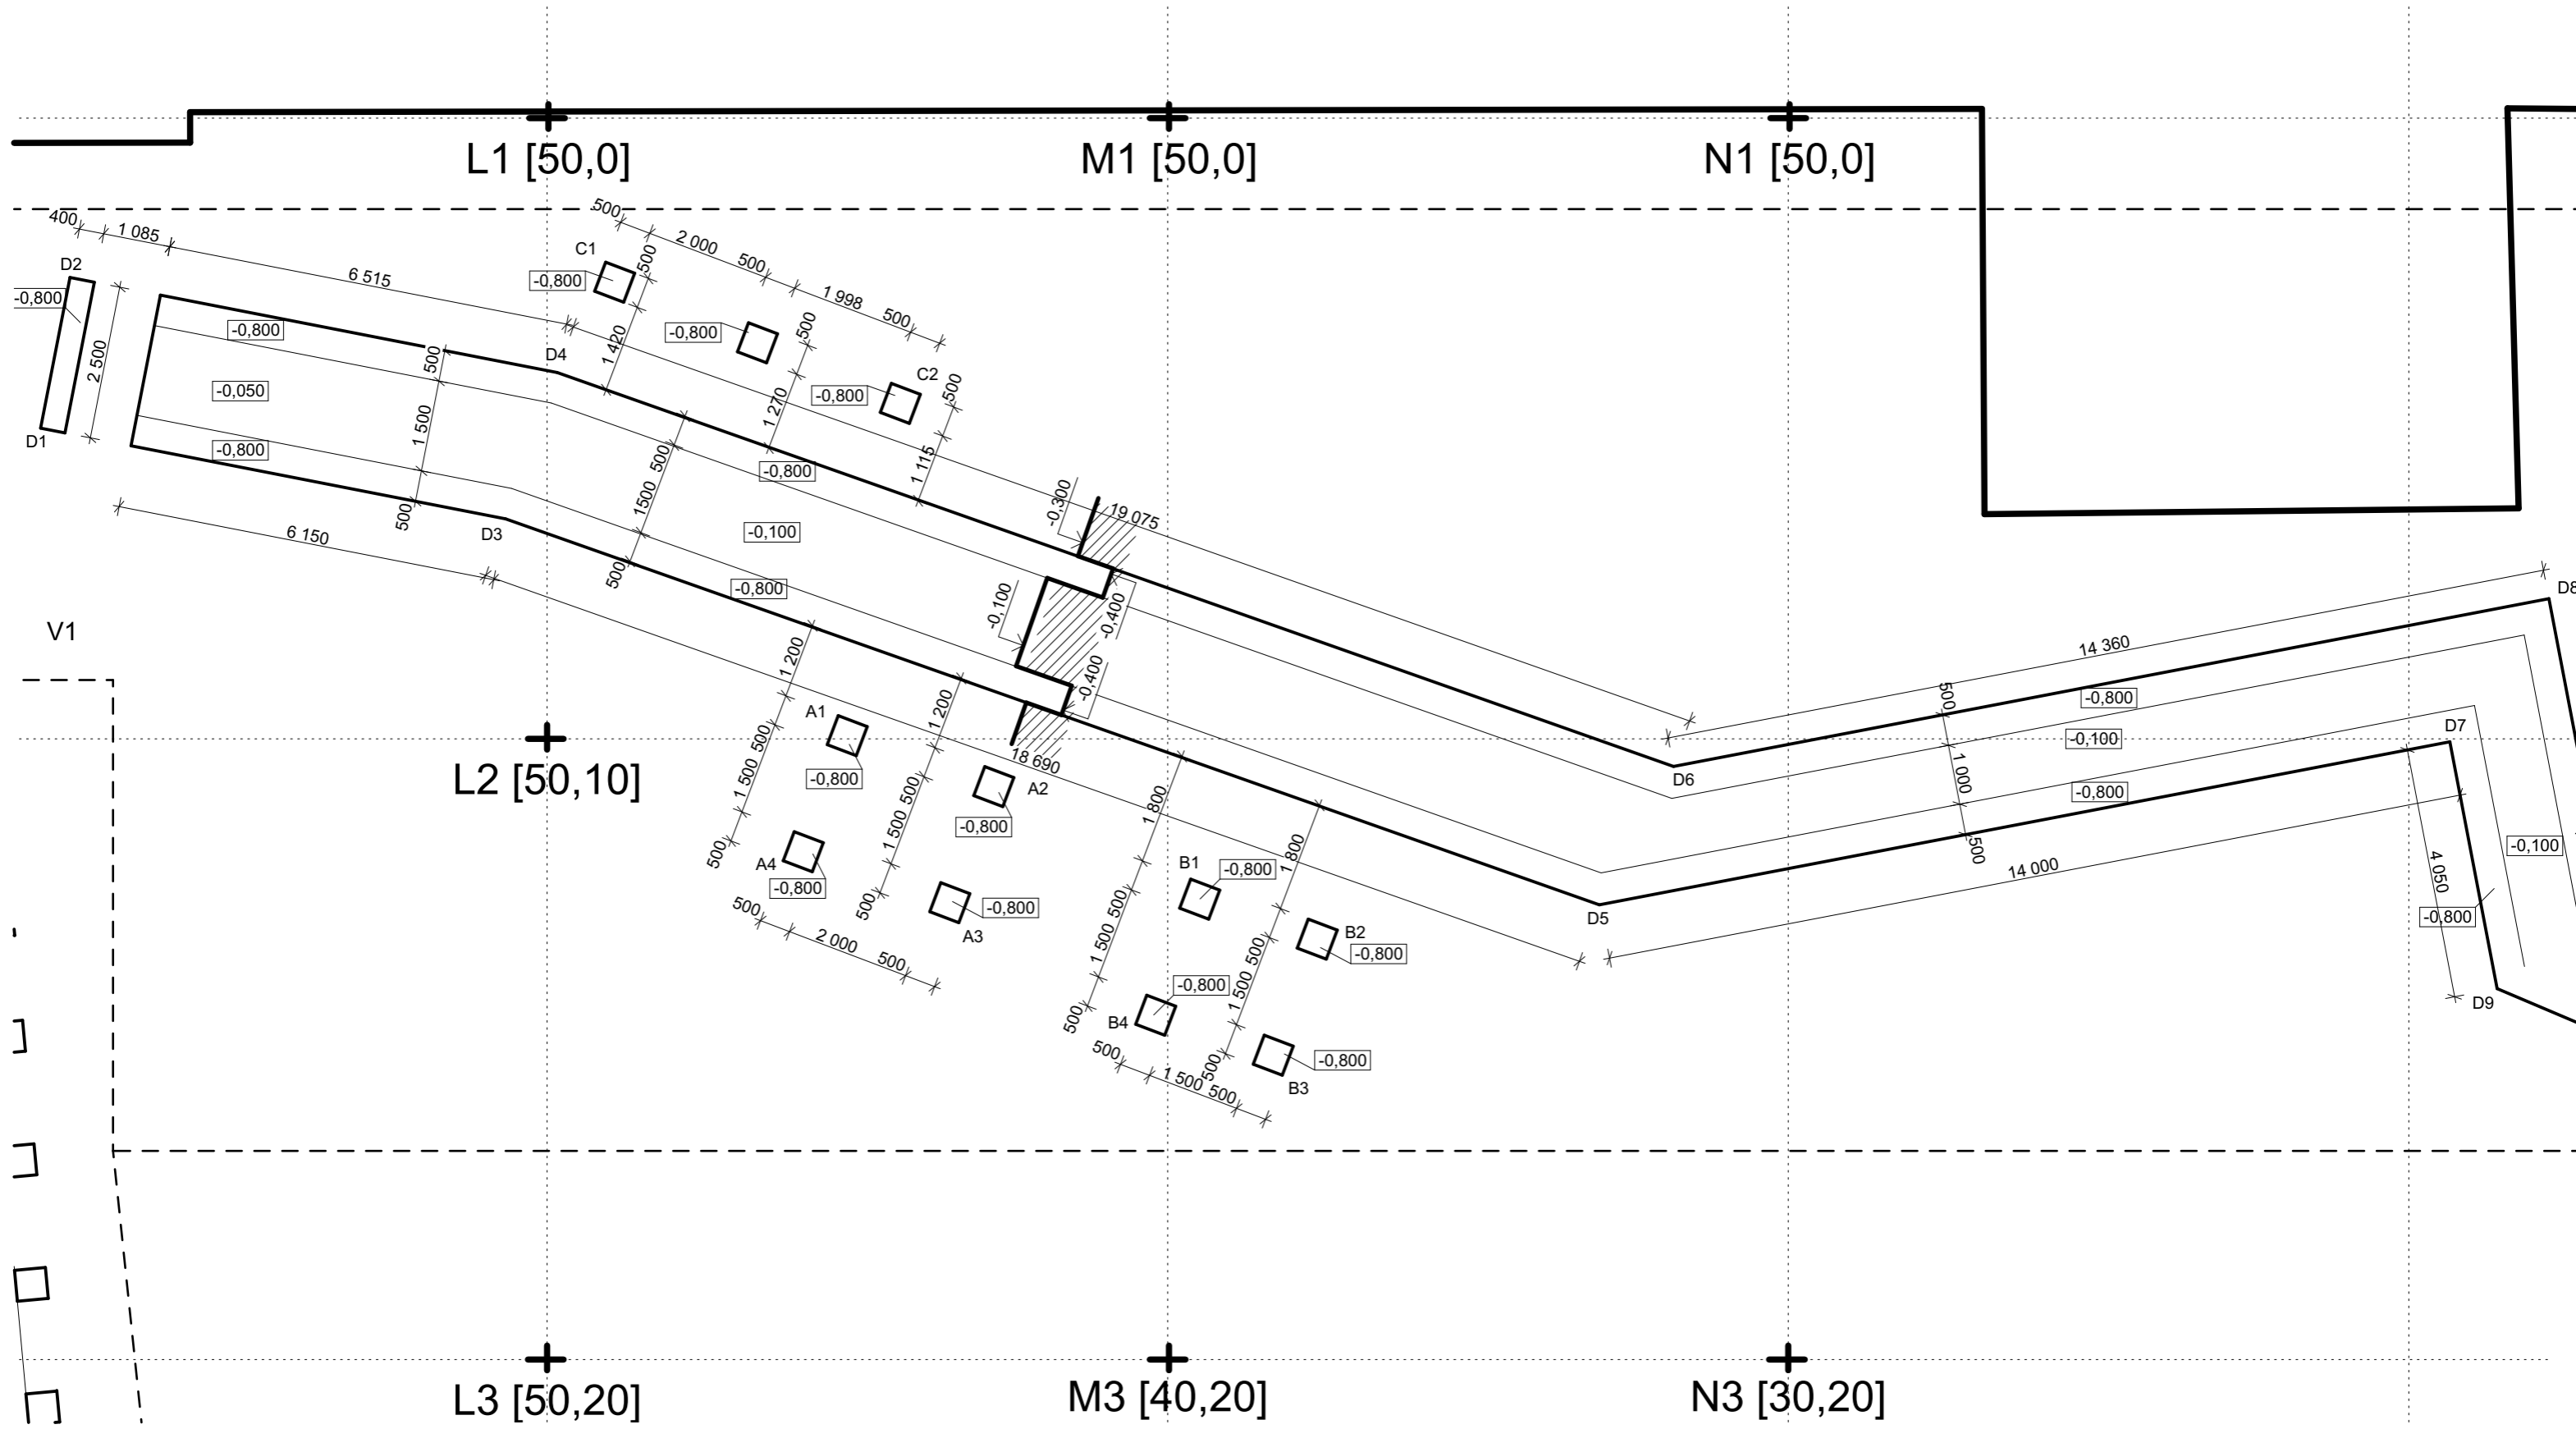 L1 [50,0]
M1 [50,0]
N1 [50,0]
400
1 085
6 515
500
2 000
500
1 998
500
D2
-0,800
2 500
D1
C1
-0,800
500
1 420
-0,800
500
1 270
C2
-0,800
500
1 115
-0,800
-0,050
-0,800
500
1 500
500
D4
D3
6 150
500
1500
500
-0,800
-0,100
-0,800
-0,300
19 075
-0,100
-0,400
-0,400
18 690
V1
L2 [50,10]
1 200
500
1 500
500
A1
-0,800
A4
-0,800
1 200
500
1 500
500
A2
-0,800
-0,800
A3
500
2 000
500
1 800
500
1 500
500
B1
-0,800
-0,800
B4
1 800
500
1 500
500
B2
-0,800
-0,800
B3
500
1 500
500
D6
D5
14 360
500
-0,800
-0,100
1 000
-0,800
500
14 000
D8
D7
-0,100
4 050
-0,800
D9
L3 [50,20]
M3 [40,20]
N3 [30,20]